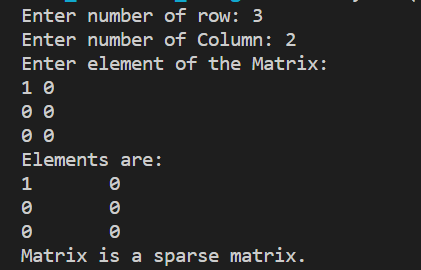 Enter number of row: 3
Enter number of Column: 2
Enter element of the Matrix:
1 0
0 0
0 0
Elements are:
1 0
0 0
0 0
Matrix is a sparse matrix.